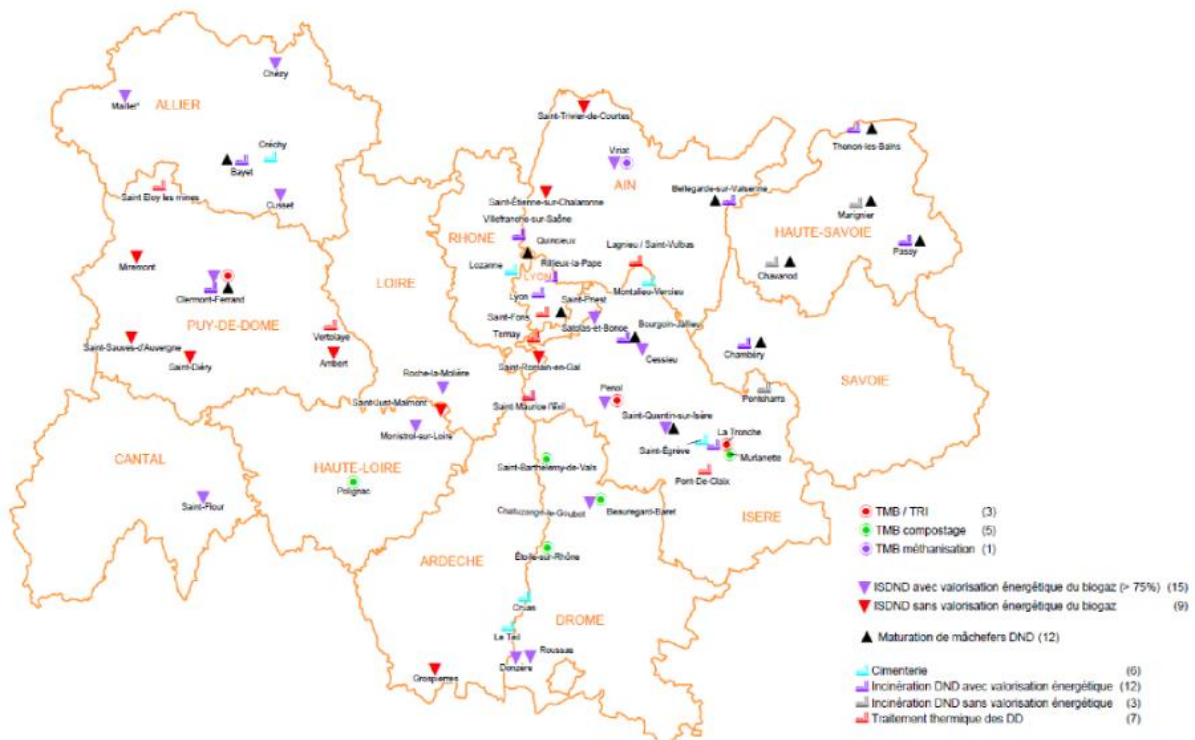 Chézy
Maillet*
ALLIER
Saint-Trivier-de-Courtes
Thonon-les-Bains
Créchy
Viriat
Bayet
AIN
Bellegarde-sur-Valserine
Saint Eloy les mines
Cusset
Saint-Étienne-sur-Chalaronne
Marignier
Villefranche-sur-Saône
HAUTE-SAVOIE
RHONE
Quincieux
Lagnieu / Saint-Vulbas
Passy
Miremont
Lozanne
Rillieux-la-Pape
Chavanod
LOIRE
LYON
Montalieu-Vercieu
Clermont-Ferrand
Lyon
Saint-Priest
PUY-DE-DOME
Saint-Fons
Satolas-et-Bonce
Bourgoin-Jallieu
Vertolaye
Ternay
Saint-Sauves-d'Auvergne
Saint-Diéry
Ambert
Saint-Romain-en-Gal
Cessieu
Chambéry
Roche-la-Molière
SAVOIE
Penol
Pontcharra
Saint-Just-Malmont
Saint Maurice l'Exil
Saint-Quentin-sur-Isère
Monistrol-sur-Loire
La Tronche
Saint-Égrève
Murianette
CANTAL
HAUTE-LOIRE
Saint-Barthelemy-de-Vals
Pont-De-Claix
Polignac
Saint-Flour
Chatuzange-le-Goubet
Beauregard-Baret
ISERE
TMB / TRI (3)
TMB compostage (5)
TMB méthanisation (1)
ARDECHE
Étoile-sur-Rhône
ISDND avec valorisation énergétique du biogaz (> 75%) (15)
ISDND sans valorisation énergétique du biogaz (9)
Cruas
DROME
Le Teil
Maturation de mâchefers DND (12)
Roussas
Donzère
Grospierres
Cimenterie (6)
Incinération DND avec valorisation énergétique (12)
Incinération DND sans valorisation énergétique (3)
Traitement thermique des DD (7)